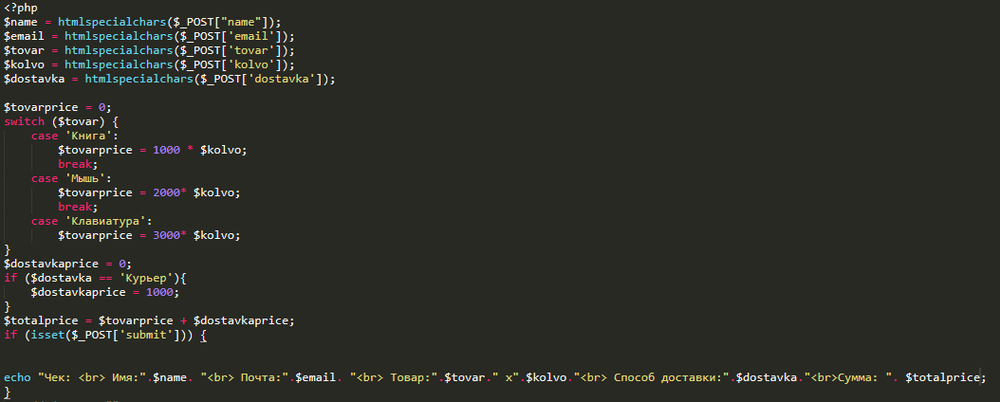 <?php
$name = htmlspecialchars($_POST["name"]);
$email = htmlspecialchars($_POST['email']);
$tovar = htmlspecialchars($_POST['tovar']);
$kolvo = htmlspecialchars($_POST['kolvo']);
$dostavka = htmlspecialchars($_POST['dostavka']);
$tovarprice = 0;
switch ($tovar) {
case 'Книга':
$tovarprice = 1000 * $kolvo;
break;
case 'Мышь':
$tovarprice = 2000* $kolvo;
break;
case 'Клавиатура':
$tovarprice = 3000* $kolvo;
}
$dostavkaprice = 0;
if ($dostavka == 'Курьер'){
$dostavkaprice = 1000;
}
$totalprice = $tovarprice + $dostavkaprice;
if (isset($_POST['submit'])) {
echo "Чек: <br> Имя:".$name. "<br> Почта:".$email. "<br> Товар:".$tovar." x".$kolvo."<br> Способ доставки:".$dostavka."<br>Сумма: ". $totalprice;
}